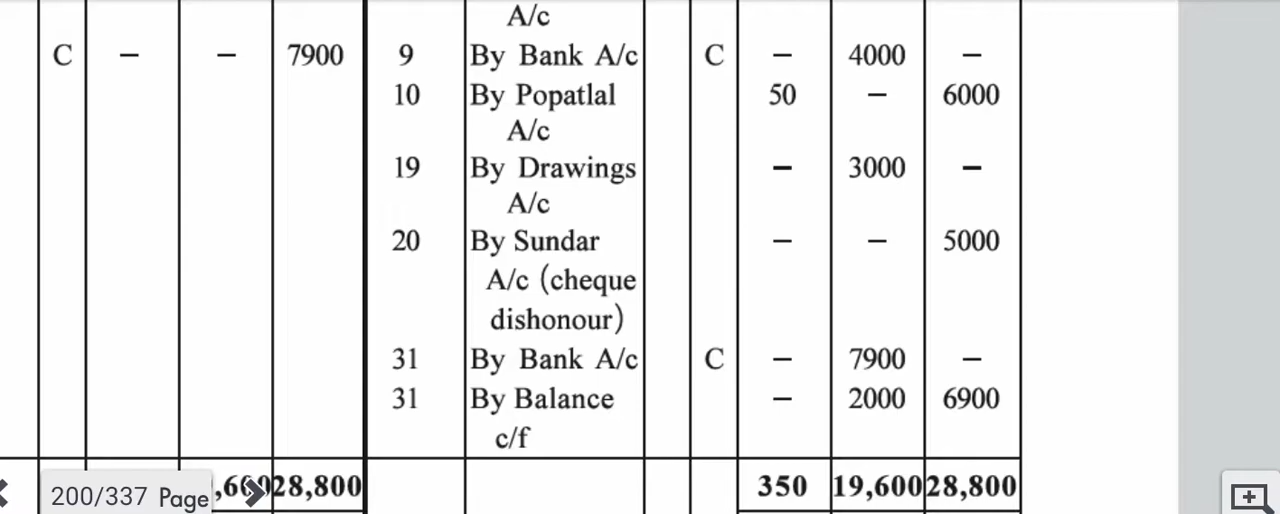 A/c
C – – 7900 9 By Bank A/c C – 4000 –
10 By Popatlal 50 – 6000
A/c
19 By Drawings – 3000 –
A/c
20 By Sundar – – 5000
A/c (cheque
dishonour)
31 By Bank A/c C – 7900 –
31 By Balance – 2000 6900
c/f
28,800 350 19,600 28,800
200/337 Page